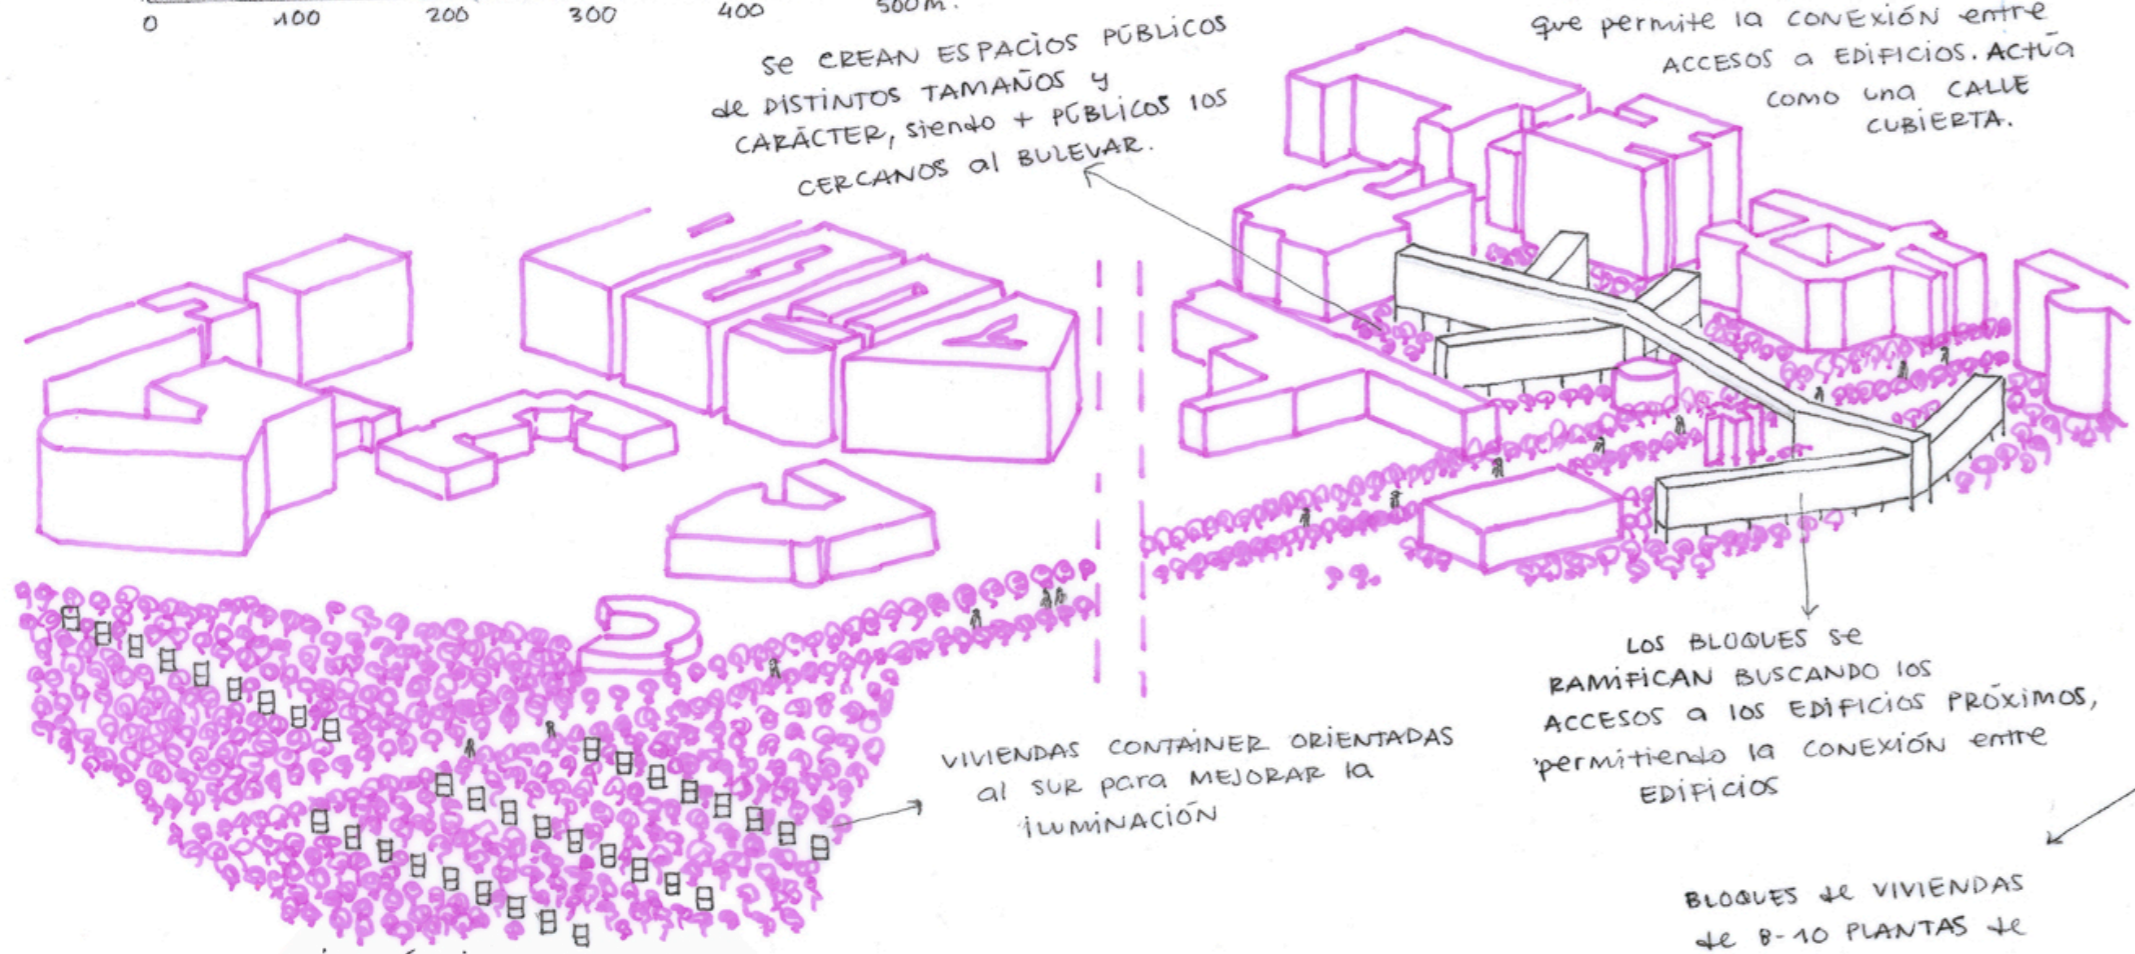 0 100 200 300 400 500m.
Se CREAN ESPACIOS PÚBLICOS
de DISTINTOS TAMAÑOS y
CARÁCTER, siendo + PÚBLICOS los
CERCANOS al BULEVAR.
que permite la CONEXIÓN entre
ACCESOS a EDIFICIOS. ACTÚA
COMO una CALLE
CUBIERTA.
VIVIENDAS CONTAINER ORIENTADAS
al SUR para MEJORAR la
ILUMINACIÓN
LOS BLOQUES se
RAMIFICAN BUSCANDO los
ACCESOS a los EDIFICIOS PRÓXIMOS,
permitiendo la CONEXIÓN entre
EDIFICIOS
BLOQUES de VIVIENDAS
de 8-10 PLANTAS de